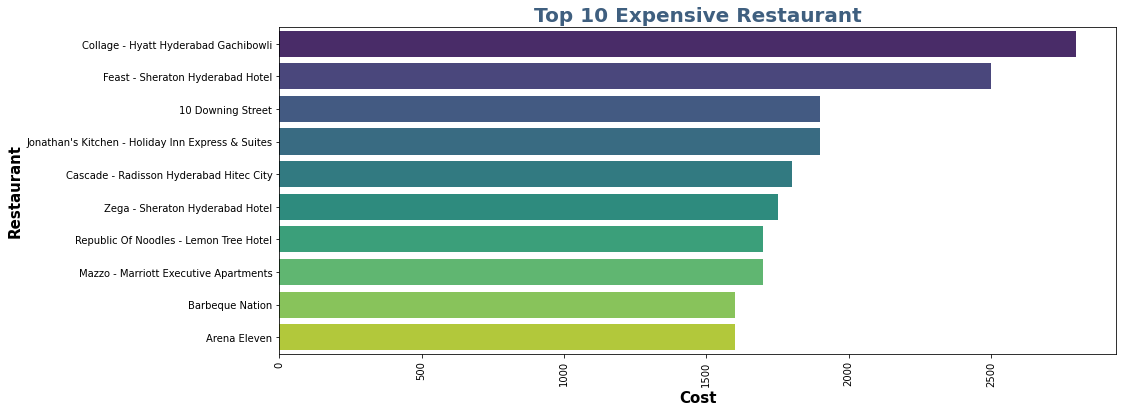 Top 10 Expensive Restaurant
Restaurant
Collage - Hyatt Hyderabad Gachibowli
Feast - Sheraton Hyderabad Hotel
10 Downing Street
Jonathan's Kitchen - Holiday Inn Express & Suites
Cascade - Radisson Hyderabad Hitec City
Zega - Sheraton Hyderabad Hotel
Republic Of Noodles - Lemon Tree Hotel
Mazzo - Marriott Executive Apartments
Barbeque Nation
Arena Eleven
0
500
1000
1500
2000
2500
Cost